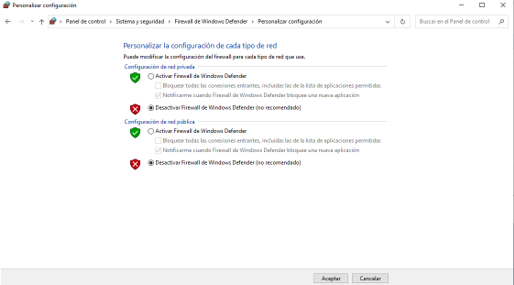 Personalizar configuración
Panel de control > Sistema y seguridad > Firewall de Windows Defender > Personalizar configuración
Buscar en el Panel de control
Personalizar la configuración de cada tipo de red
Puede modificar la configuración del firewall para cada tipo de red que use.
Configuración de red privada
Activar Firewall de Windows Defender
Bloquear todas las conexiones entrantes, incluidas las de la lista de aplicaciones permitidas
Notificarme cuando Firewall de Windows Defender bloquee una nueva aplicación
Desactivar Firewall de Windows Defender (no recomendado)
Configuración de red pública
Activar Firewall de Windows Defender
Bloquear todas las conexiones entrantes, incluidas las de la lista de aplicaciones permitidas
Notificarme cuando Firewall de Windows Defender bloquee una nueva aplicación
Desactivar Firewall de Windows Defender (no recomendado)
Aceptar Cancelar